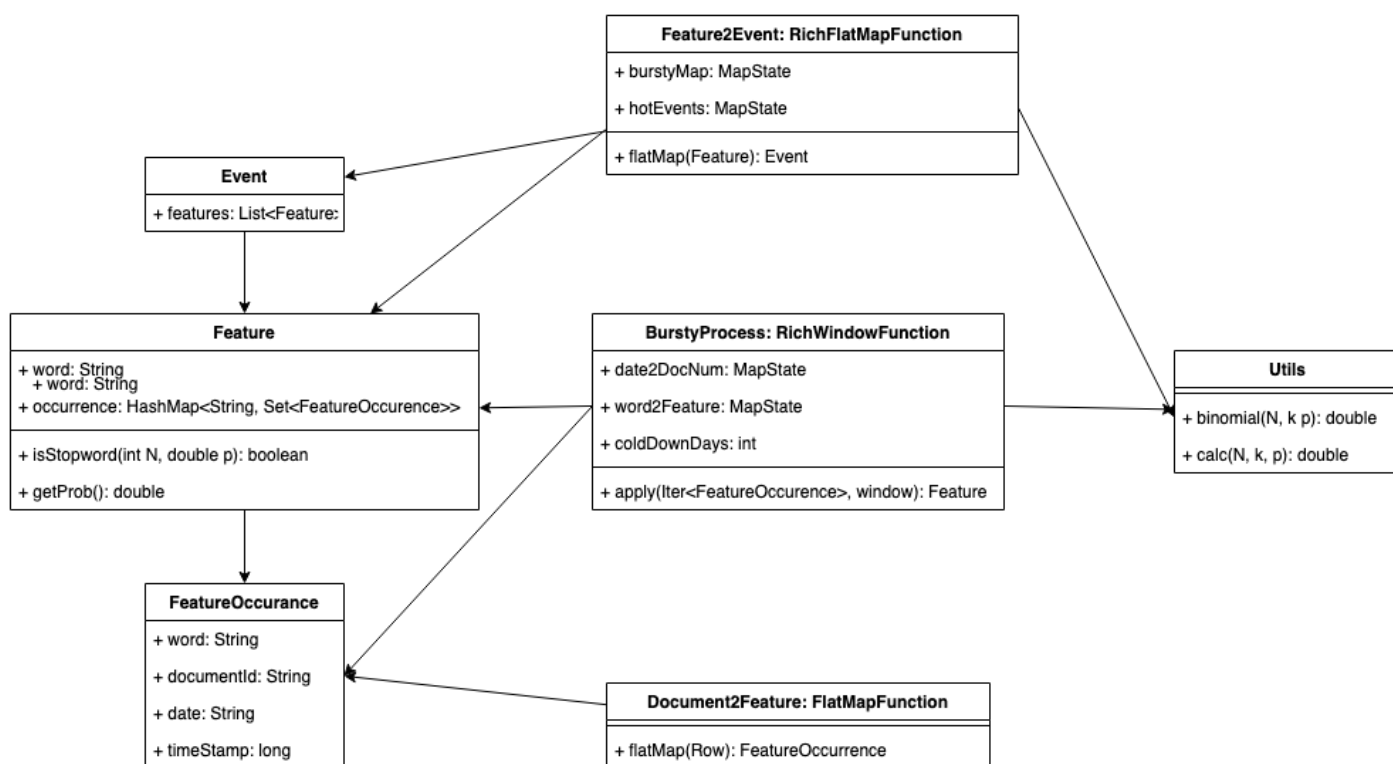 Feature2Event: RichFlatMapFunction
+ burstyMap: MapState
+ hotEvents: MapState
+ flatMap(Feature): Event
Event
+ features: List<Feature>
Feature
+ word: String
+ word: String
+ occurrence: HashMap<String, Set<FeatureOccurence>>
+ isStopword(int N, double p): boolean
+ getProb(): double
BurstyProcess: RichWindowFunction
+ date2DocNum: MapState
+ word2Feature: MapState
+ coldDownDays: int
+ apply(Iter<FeatureOccurence>, window): Feature
Utils
+ binomial(N, k p): double
+ calc(N, k, p): double
FeatureOccurance
+ word: String
+ documentId: String
+ date: String
+ timeStamp: long
Document2Feature: FlatMapFunction
+ flatMap(Row): FeatureOccurrence